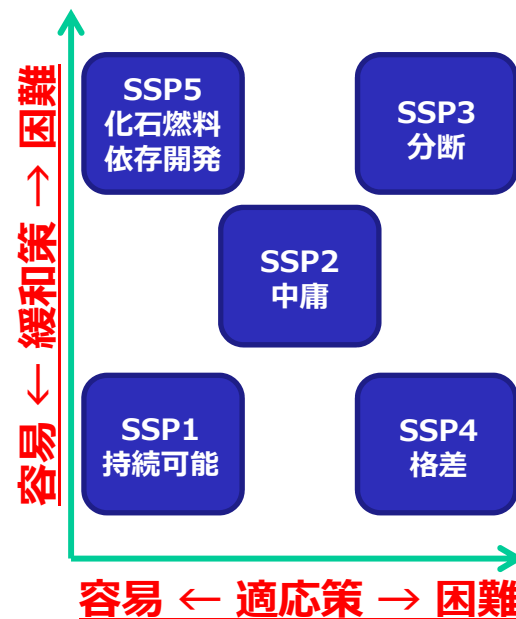 SSP5
化石燃料
依存開発
SSP3
分断
SSP2
中庸
SSP1
持続可能
SSP4
格差
容易 ← 緩和策 → 困難
容易 ← 適応策 → 困難